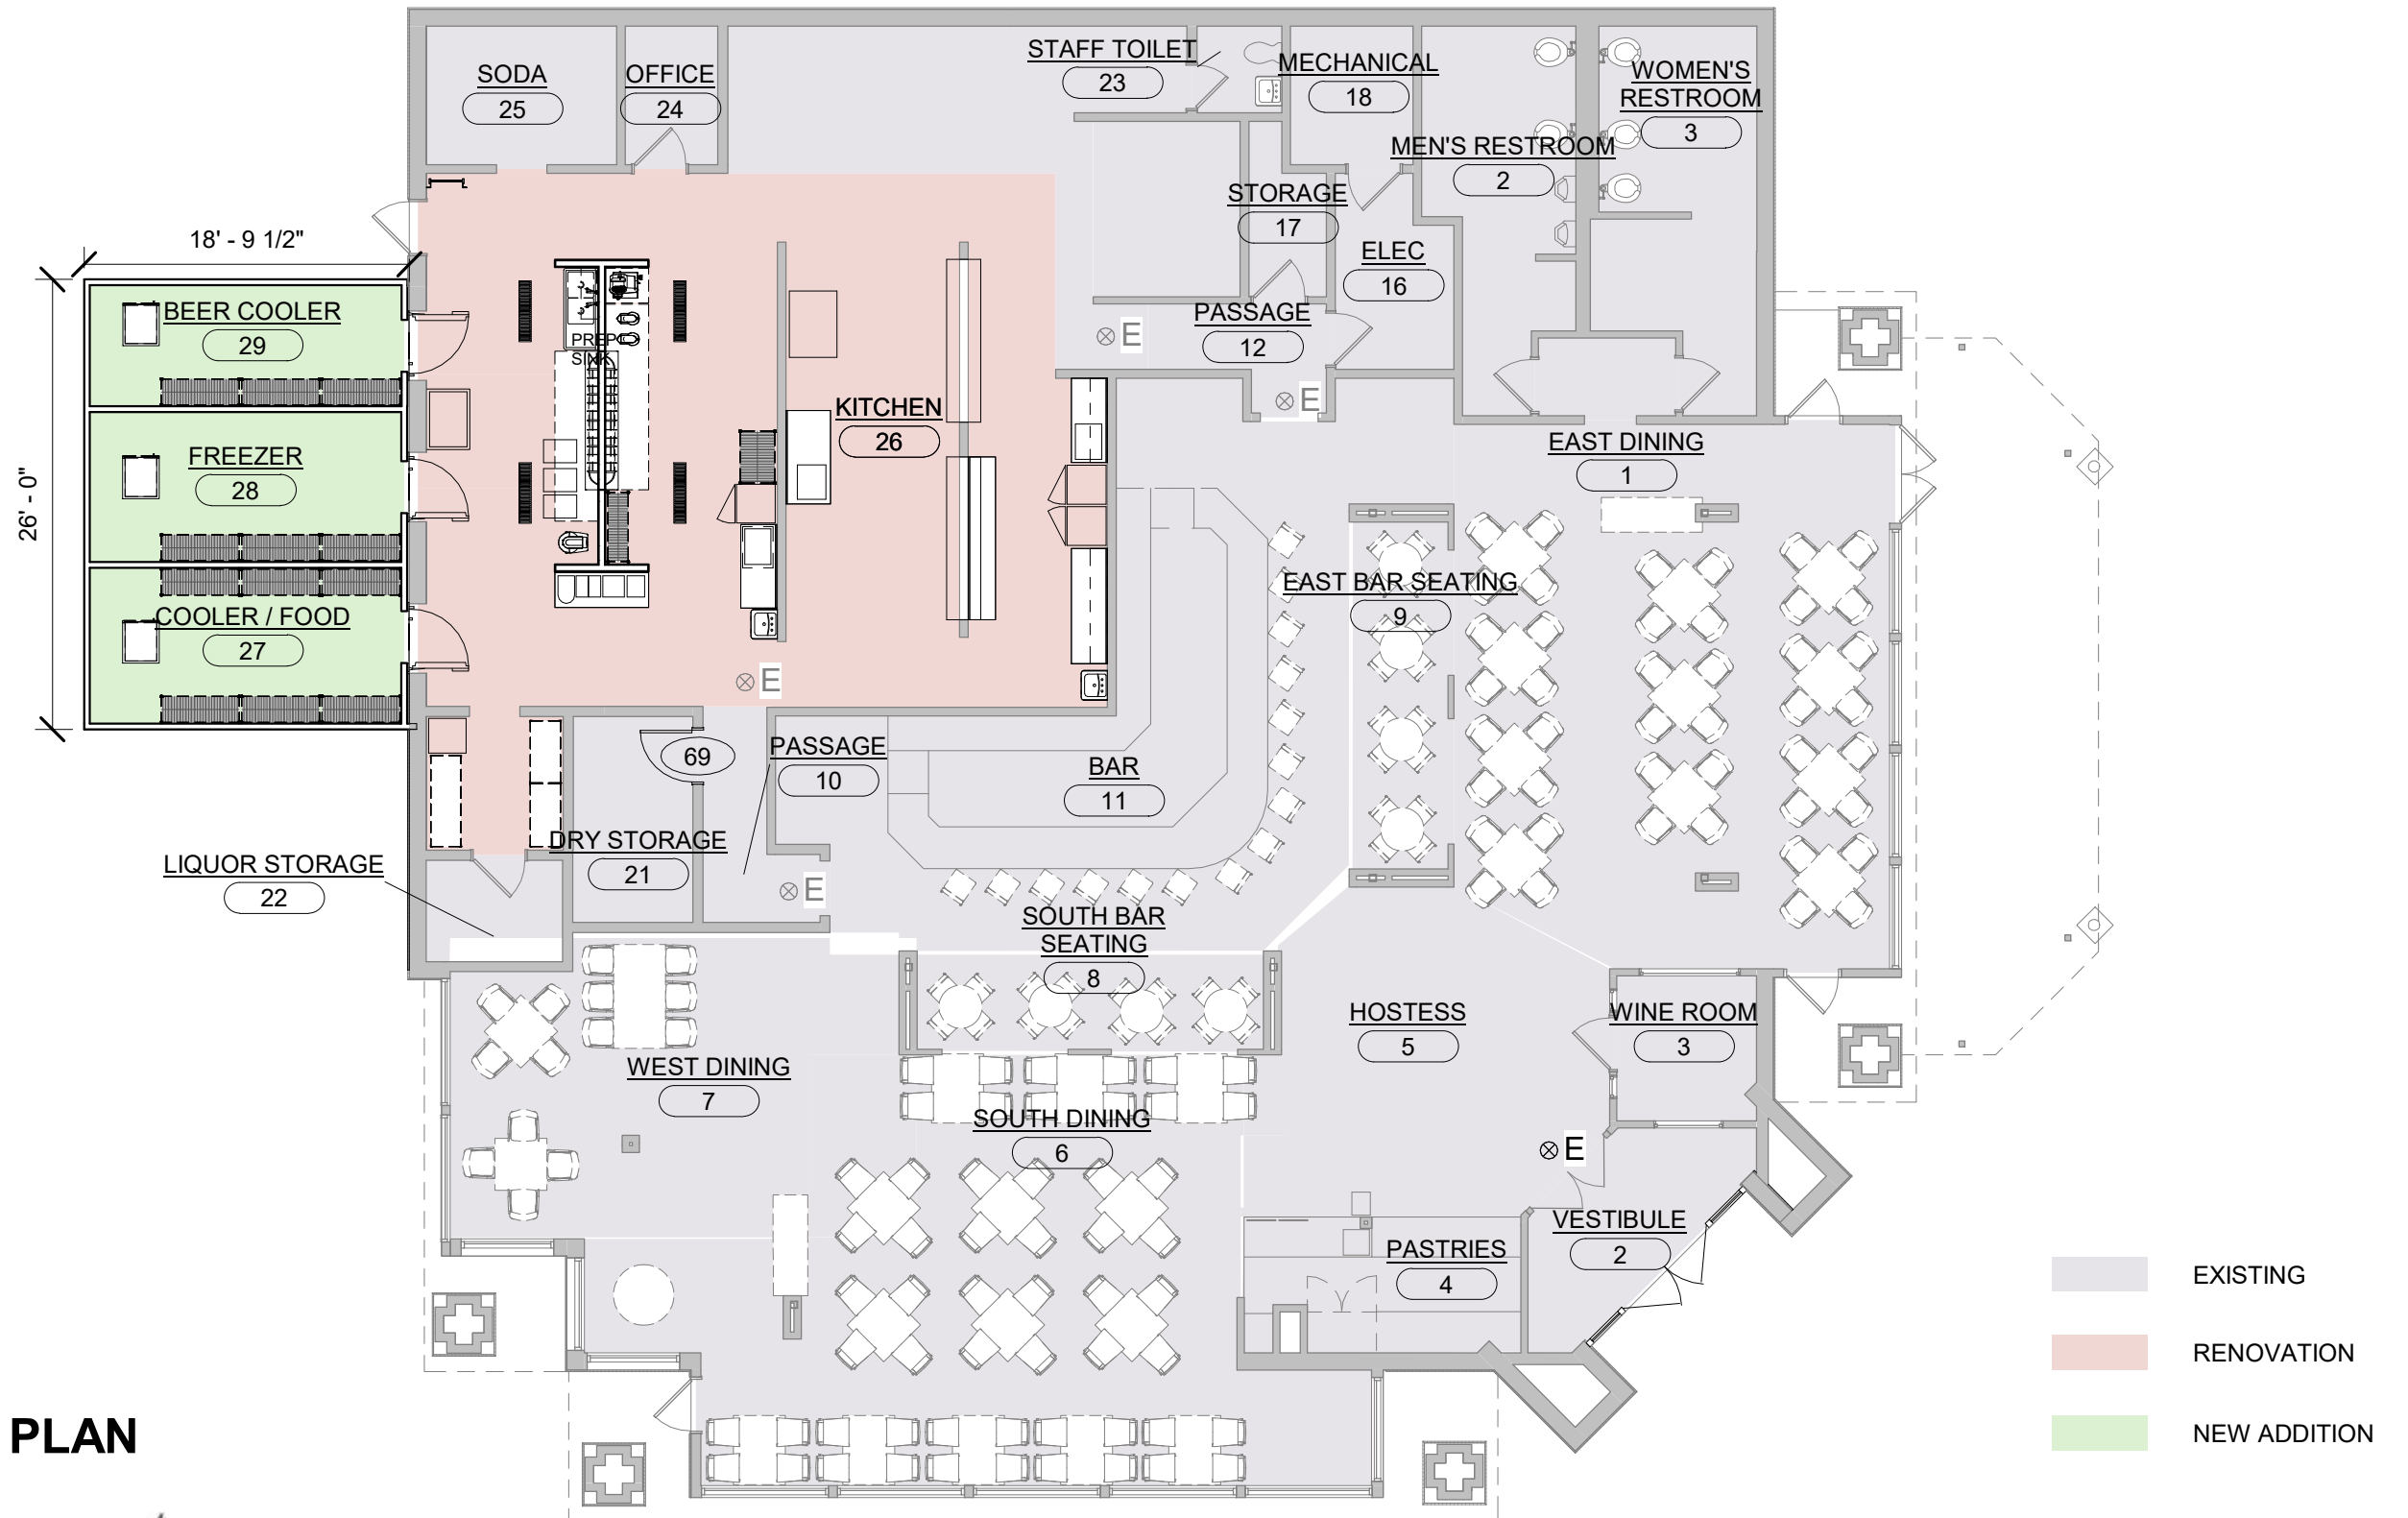 SODA
25
OFFICE
24
STAFF TOILET
23
MECHANICAL
18
WOMEN'S
RESTROOM
3
MEN'S RESTROOM
2
STORAGE
17
ELEC
16
PASSAGE
12
E
E
18' - 9 1/2"
26' - 0"
BEER COOLER
29
FREEZER
28
COOLER / FOOD
27
PREP
SINK
KITCHEN
26
E
EAST DINING
1
EAST BAR SEATING
9
69
PASSAGE
10
BAR
11
DRY STORAGE
21
LIQUOR STORAGE
22
E
SOUTH BAR
SEATING
8
HOSTESS
5
WINE ROOM
3
WEST DINING
7
SOUTH DINING
6
E
VESTIBULE
2
PASTRIES
4
EXISTING
RENOVATION
NEW ADDITION
PLAN